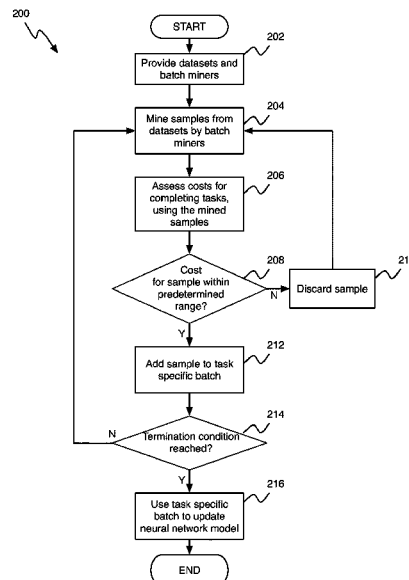 200
START
202
Provide datasets and
batch miners
204
Mine samples from
datasets by batch
miners
206
Assess costs for
completing tasks,
using the mined
samples
208
Cost
for sample within
predetermined
range?
N
21
Discard sample
Y
212
Add sample to task
specific batch
214
N
Termination condition
reached?
Y
216
Use task specific
batch to update
neural network model
END